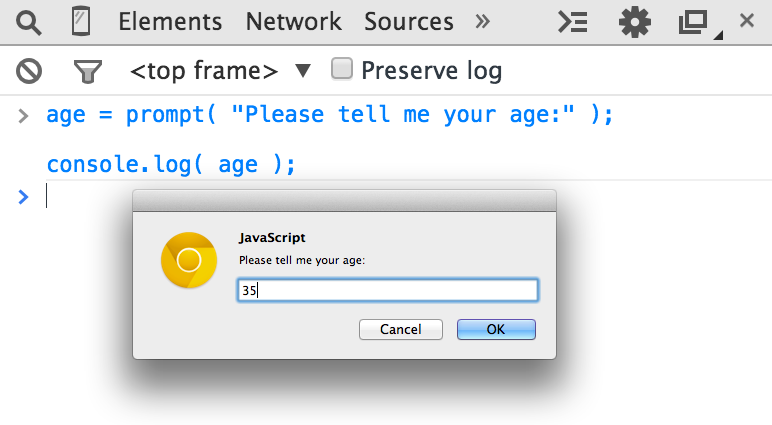 Elements Network Sources »
<top frame> ▼ Preserve log
> age = prompt( "Please tell me your age:" );
console.log( age );
>
JavaScript
Please tell me your age:
35
Cancel OK